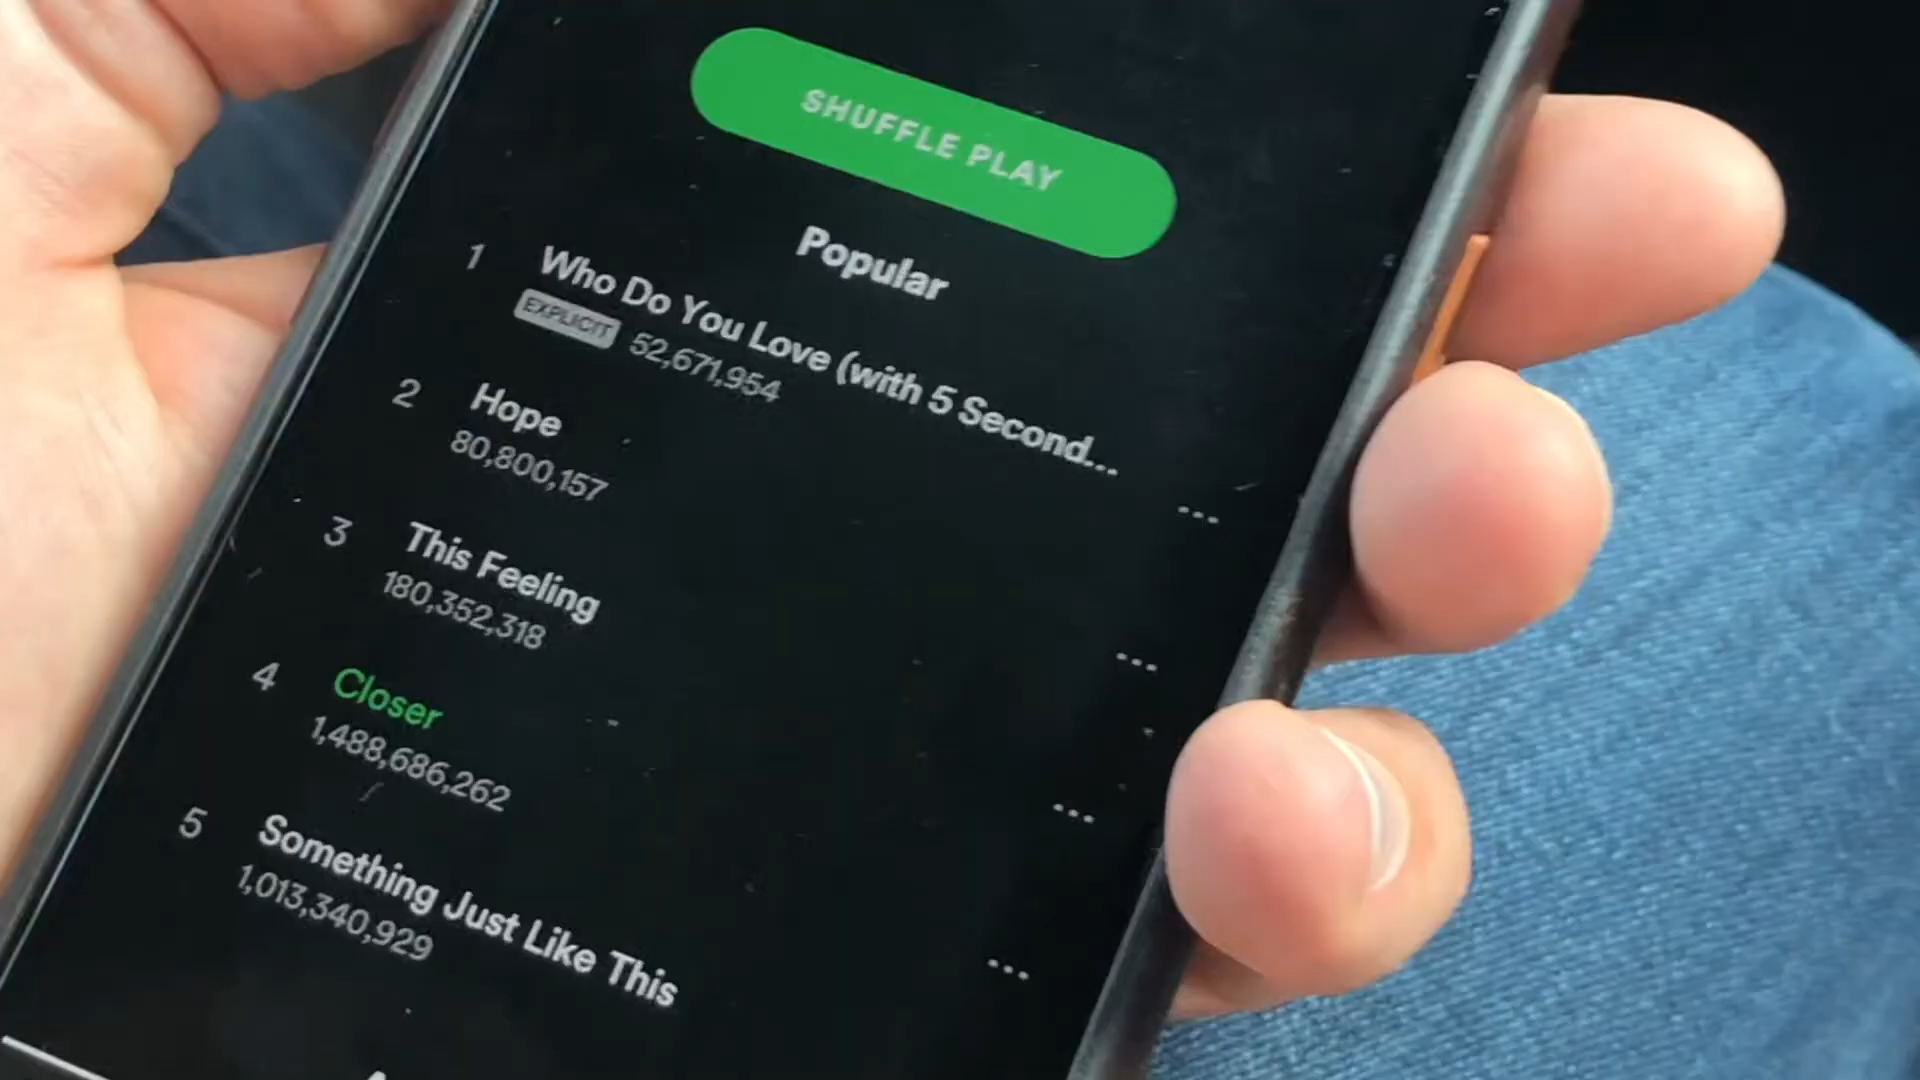 SHUFFLE PLAY
Popular
1 Who Do You Love (with 5 Second...
EXPLICIT 52,671,954
2 Hope
80,800,157
3 This Feeling
180,352,318
4 Closer
1,488,686,262
5 Something Just Like This
1,013,340,929